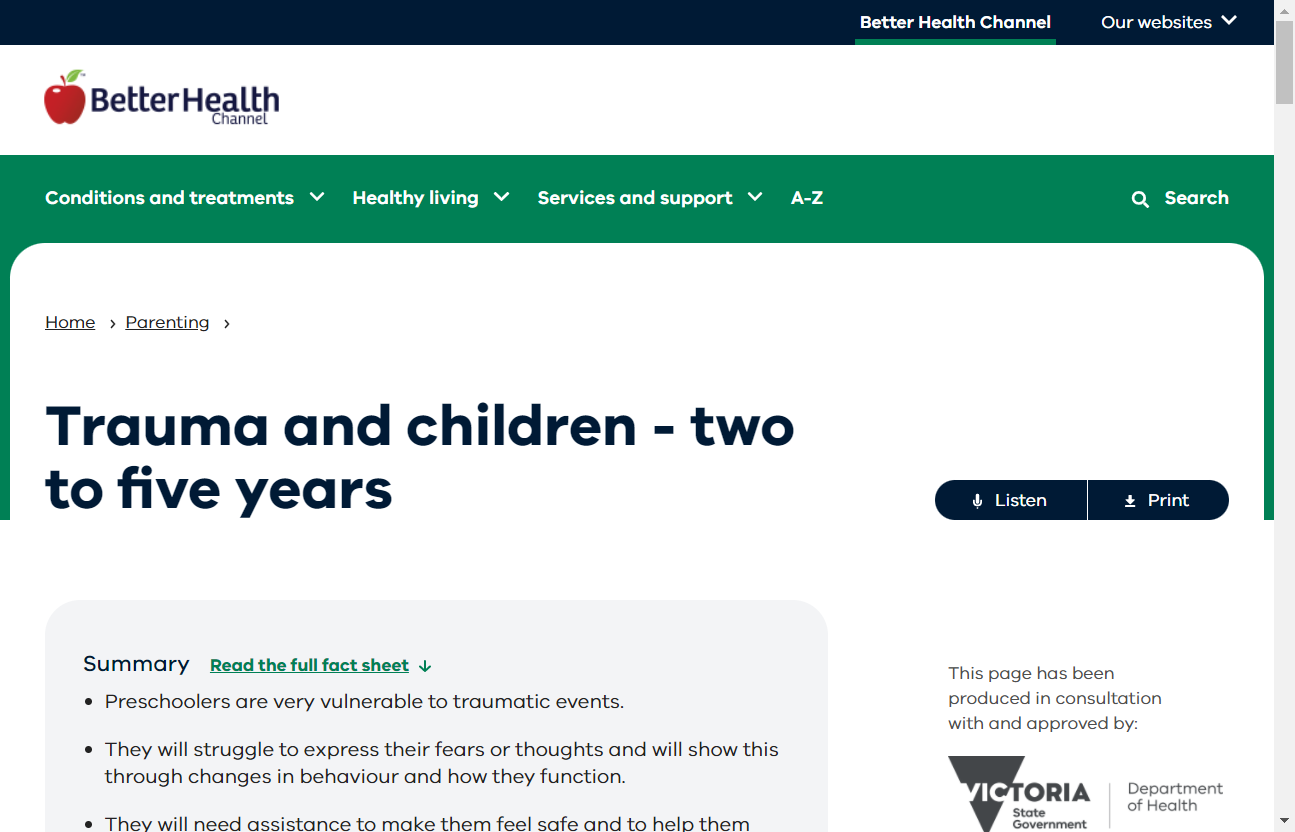 Better Health Channel Our websites
BetterHealth
Channel
Conditions and treatments Healthy living Services and support A-Z Search
Home › Parenting ›
Trauma and children - two
to five years
Listen Print
Summary Read the full fact sheet ↓
• Preschoolers are very vulnerable to traumatic events.
• They will struggle to express their fears or thoughts and will show this
through changes in behaviour and how they function.
• They will need assistance to make them feel safe and to help them
This page has been
produced in consultation
with and approved by:
VICTORIA
State
Government
Department
of Health